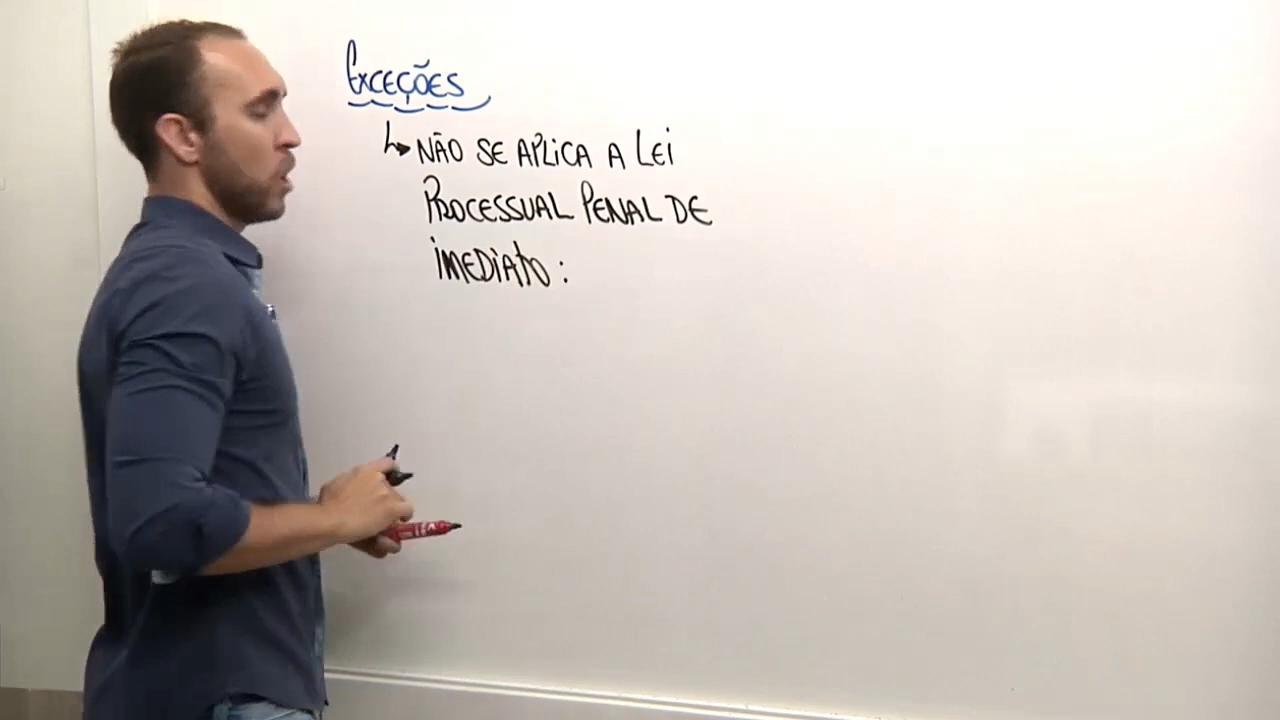 EXCEÇÕES
↳ NÃO SE APLICA A LEI
PROCESSUAL PENAL DE
IMEDIATO: